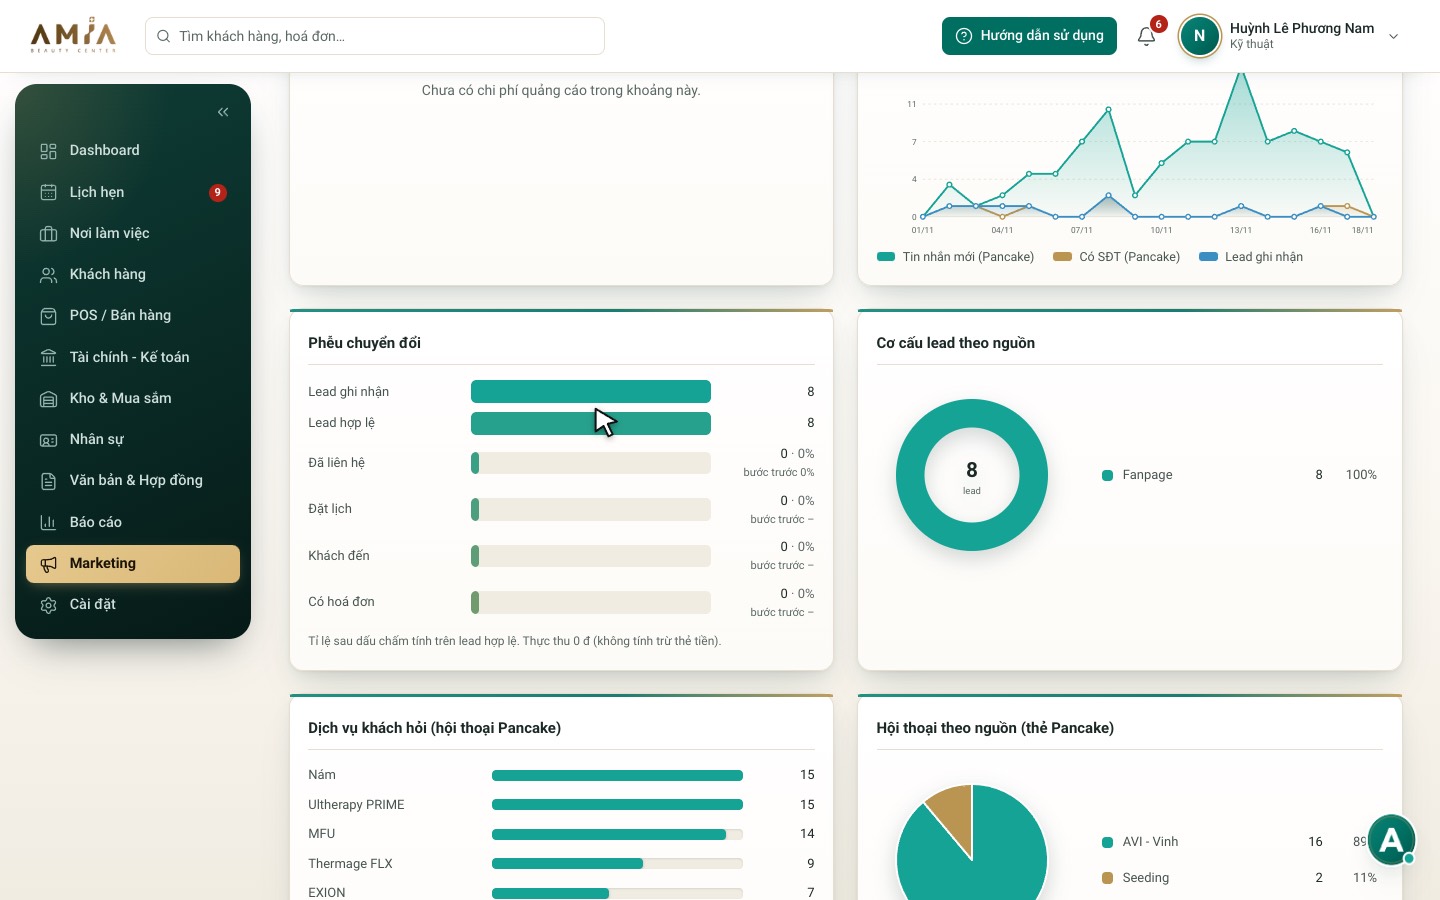 AMIA
BEAUTY CENTER
Tìm khách hàng, hoá đơn...
Hướng dẫn sử dụng
6
N
Huỳnh Lê Phương Nam
Kỹ thuật
Dashboard
Lịch hẹn
9
Nơi làm việc
Khách hàng
POS / Bán hàng
Tài chính - Kế toán
Kho & Mua sắm
Nhân sự
Văn bản & Hợp đồng
Báo cáo
Marketing
Cài đặt
Chưa có chi phí quảng cáo trong khoảng này.
11
7
4
0
01/11 04/11 07/11 10/11 13/11 16/11 18/11
Tin nhắn mới (Pancake) Có SĐT (Pancake) Lead ghi nhận
Phễu chuyển đổi
Lead ghi nhận 8
Lead hợp lệ 8
Đã liên hệ 0 · 0%
bước trước 0%
Đặt lịch 0 · 0%
bước trước –
Khách đến 0 · 0%
bước trước –
Có hoá đơn 0 · 0%
bước trước –
Tỉ lệ sau dấu chấm tính trên lead hợp lệ. Thực thu 0 đ (không tính trừ thẻ tiền).
Cơ cấu lead theo nguồn
8
lead
Fanpage 8 100%
Dịch vụ khách hỏi (hội thoại Pancake)
Nám 15
Ultherapy PRIME 15
MFU 14
Thermage FLX 9
EXION 7
Hội thoại theo nguồn (thẻ Pancake)
AVI - Vinh 16
Seeding 2 11%
A